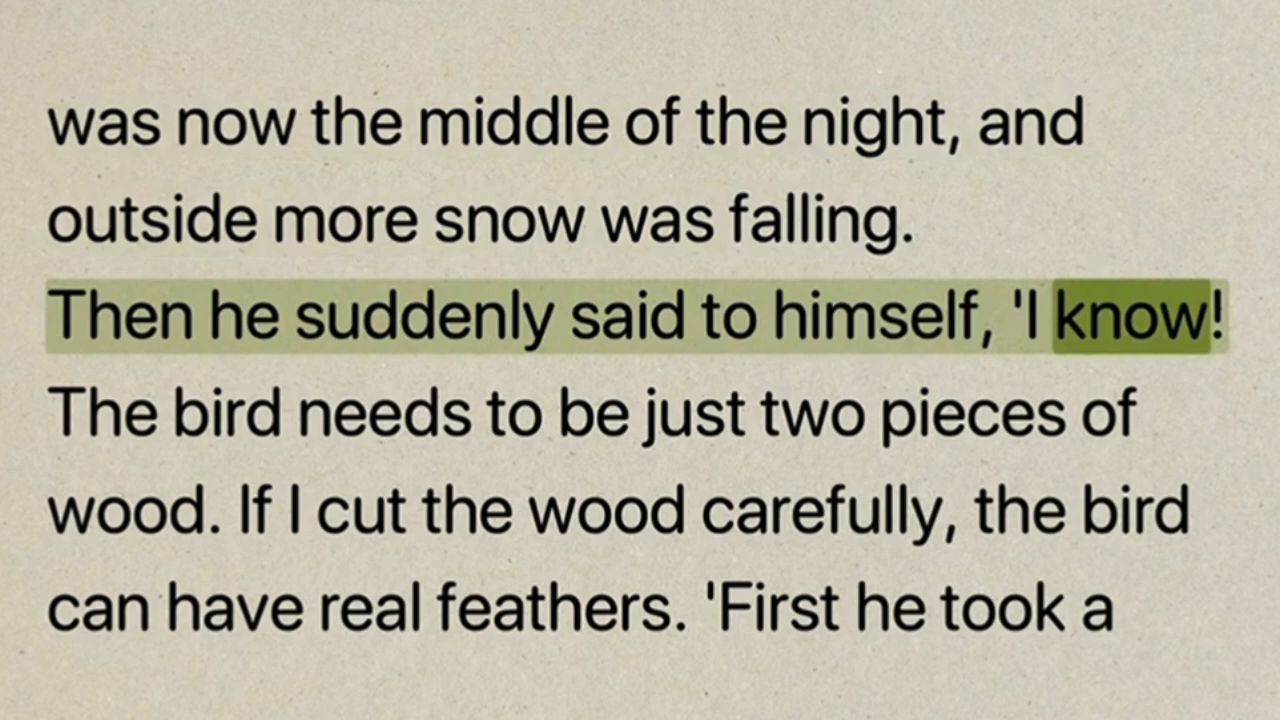 was now the middle of the night, and
outside more snow was falling.
Then he suddenly said to himself, 'I know!
The bird needs to be just two pieces of
wood. If I cut the wood carefully, the bird
can have real feathers. 'First he took a